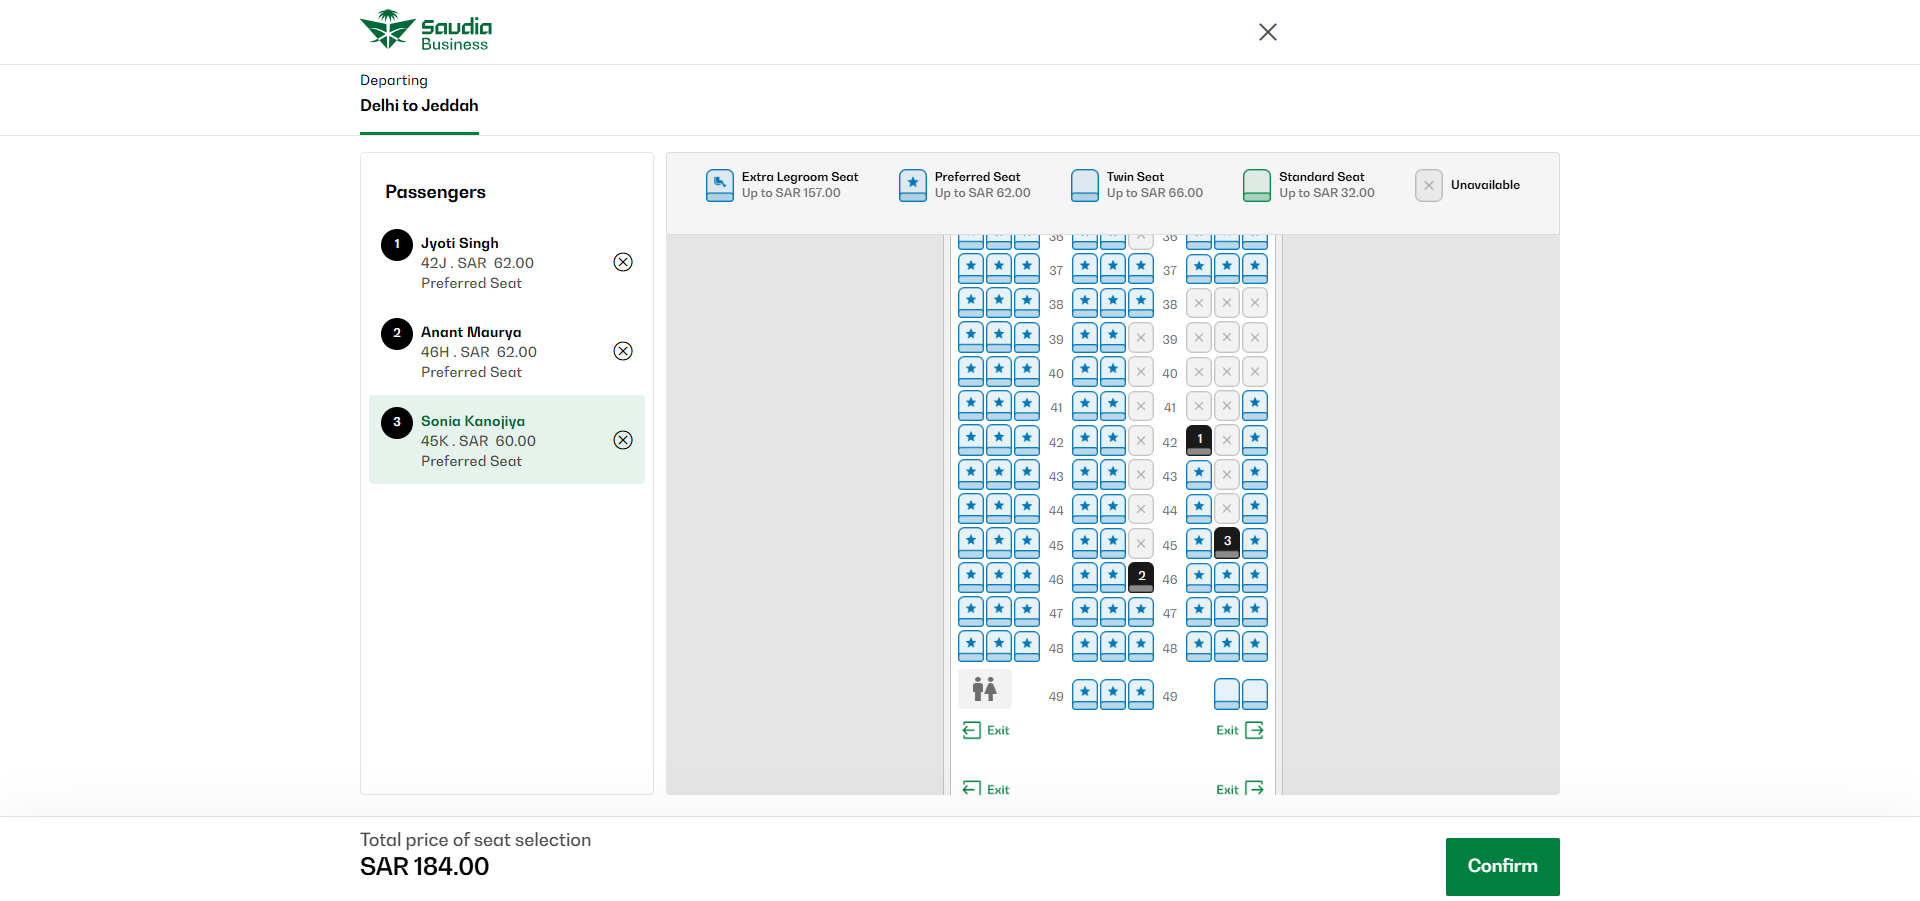 Saudia
Business
Departing
Delhi to Jeddah
Passengers
1
Jyoti Singh
42J . SAR 62.00
Preferred Seat
2
Anant Maurya
46H . SAR 62.00
Preferred Seat
3
Sonia Kanojiya
45K . SAR 60.00
Preferred Seat
Extra Legroom Seat
Up to SAR 157.00
Preferred Seat
Up to SAR 62.00
Twin Seat
Up to SAR 66.00
Standard Seat
Up to SAR 32.00
Unavailable
36 36
37 37
38 38
39 39
40 40
41 41
42 42 1
43 43
44 44
45 45 3
46 2 46
47 47
48 48
49 49
Exit Exit
Exit Exit
Total price of seat selection
SAR 184.00
Confirm